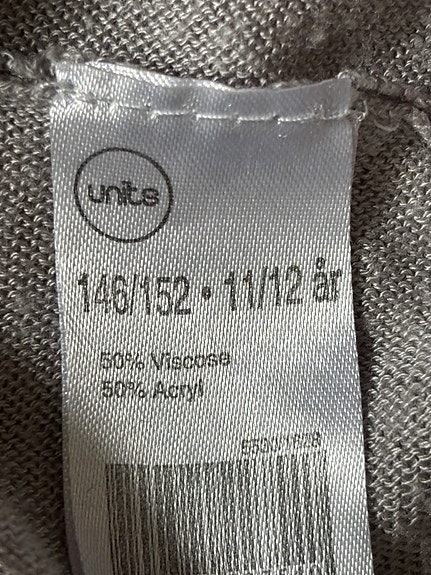 units
146/152 • 11/12 år
50% Viscose
50% Acryl